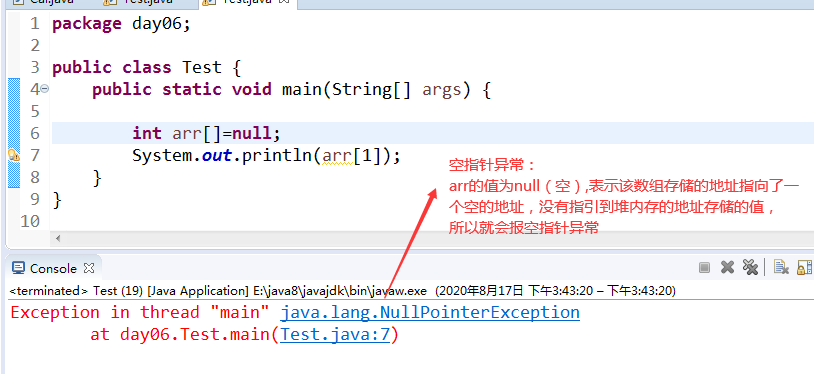 1 package day06;
2
3 public class Test {
4 public static void main(String[] args) {
5
6 int arr[]=null;
7 System.out.println(arr[1]);
8 }
9 }
10
空指针异常：
arr的值为null（空）,表示该数组存储的地址指向了一
个空的地址，没有指引到堆内存的地址存储的值，
所以就会报空指针异常
Console
<terminated> Test (19) [Java Application] E:\java8\javajdk\bin\javaw.exe (2020年8月17日 下午3:43:20 – 下午3:43:20)
Exception in thread "main" java.lang.NullPointerException
at day06.Test.main(Test.java:7)